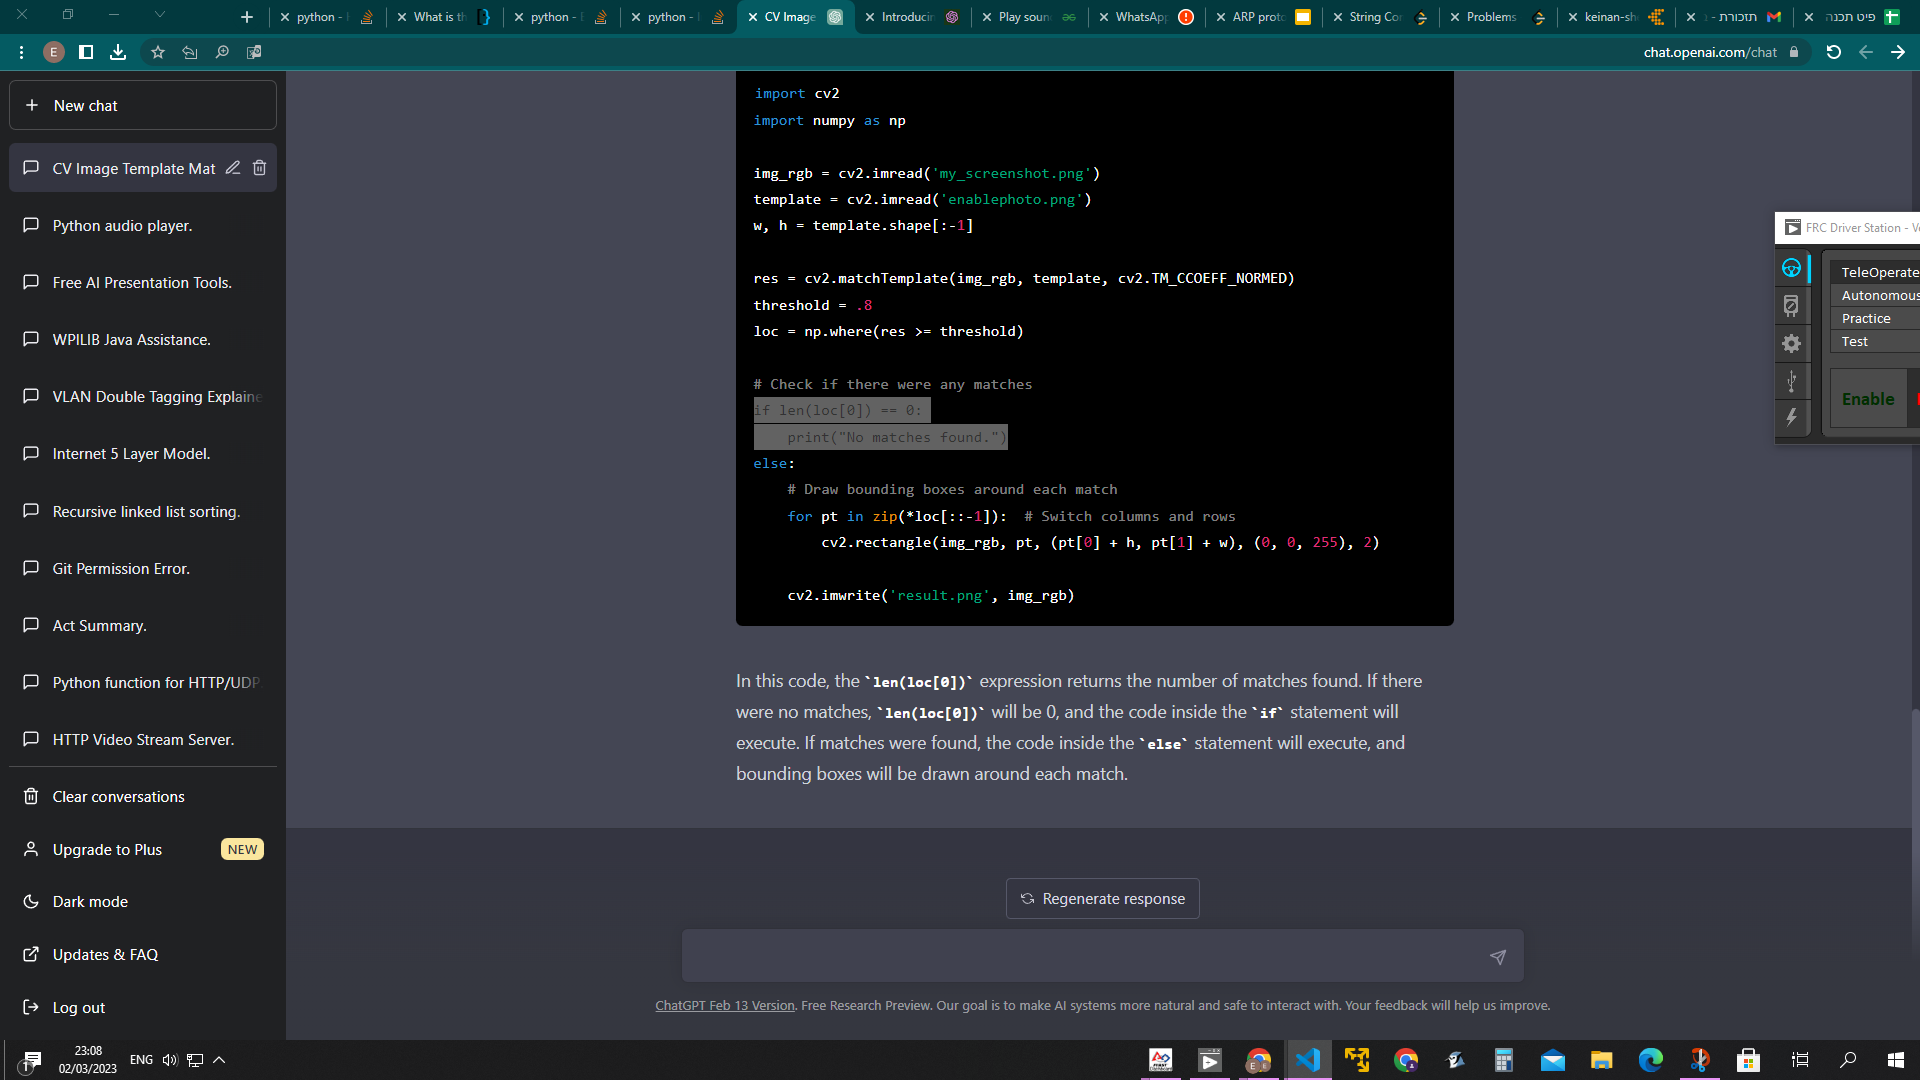 python -
What is th
python - E
python -
CV Image
Introducin
Play soun
WhatsApp
ARP proto
String Cor
Problems
keinan-sh
תזכורת -
פיט תכנה
E
chat.openai.com/chat
New chat
CV Image Template Mat
Python audio player.
Free AI Presentation Tools.
WPILIB Java Assistance.
VLAN Double Tagging Explaine
Internet 5 Layer Model.
Recursive linked list sorting.
Git Permission Error.
Act Summary.
Python function for HTTP/UDP.
HTTP Video Stream Server.
Clear conversations
Upgrade to Plus NEW
Dark mode
Updates & FAQ
Log out
import cv2
import numpy as np
img_rgb = cv2.imread('my_screenshot.png')
template = cv2.imread('enablephoto.png')
w, h = template.shape[:-1]
res = cv2.matchTemplate(img_rgb, template, cv2.TM_CCOEFF_NORMED)
threshold = .8
loc = np.where(res >= threshold)
# Check if there were any matches
if len(loc[0]) == 0:
    print("No matches found.")
else:
    # Draw bounding boxes around each match
    for pt in zip(*loc[::-1]):  # Switch columns and rows
        cv2.rectangle(img_rgb, pt, (pt[0] + h, pt[1] + w), (0, 0, 255), 2)
    cv2.imwrite('result.png', img_rgb)
In this code, the `len(loc[0])` expression returns the number of matches found. If there
were no matches, `len(loc[0])` will be 0, and the code inside the `if` statement will
execute. If matches were found, the code inside the `else` statement will execute, and
bounding boxes will be drawn around each match.
Regenerate response
ChatGPT Feb 13 Version. Free Research Preview. Our goal is to make AI systems more natural and safe to interact with. Your feedback will help us improve.
FRC Driver Station - Ve
TeleOperate
Autonomous
Practice
Test
Enable
1
23:08
02/03/2023
ENG